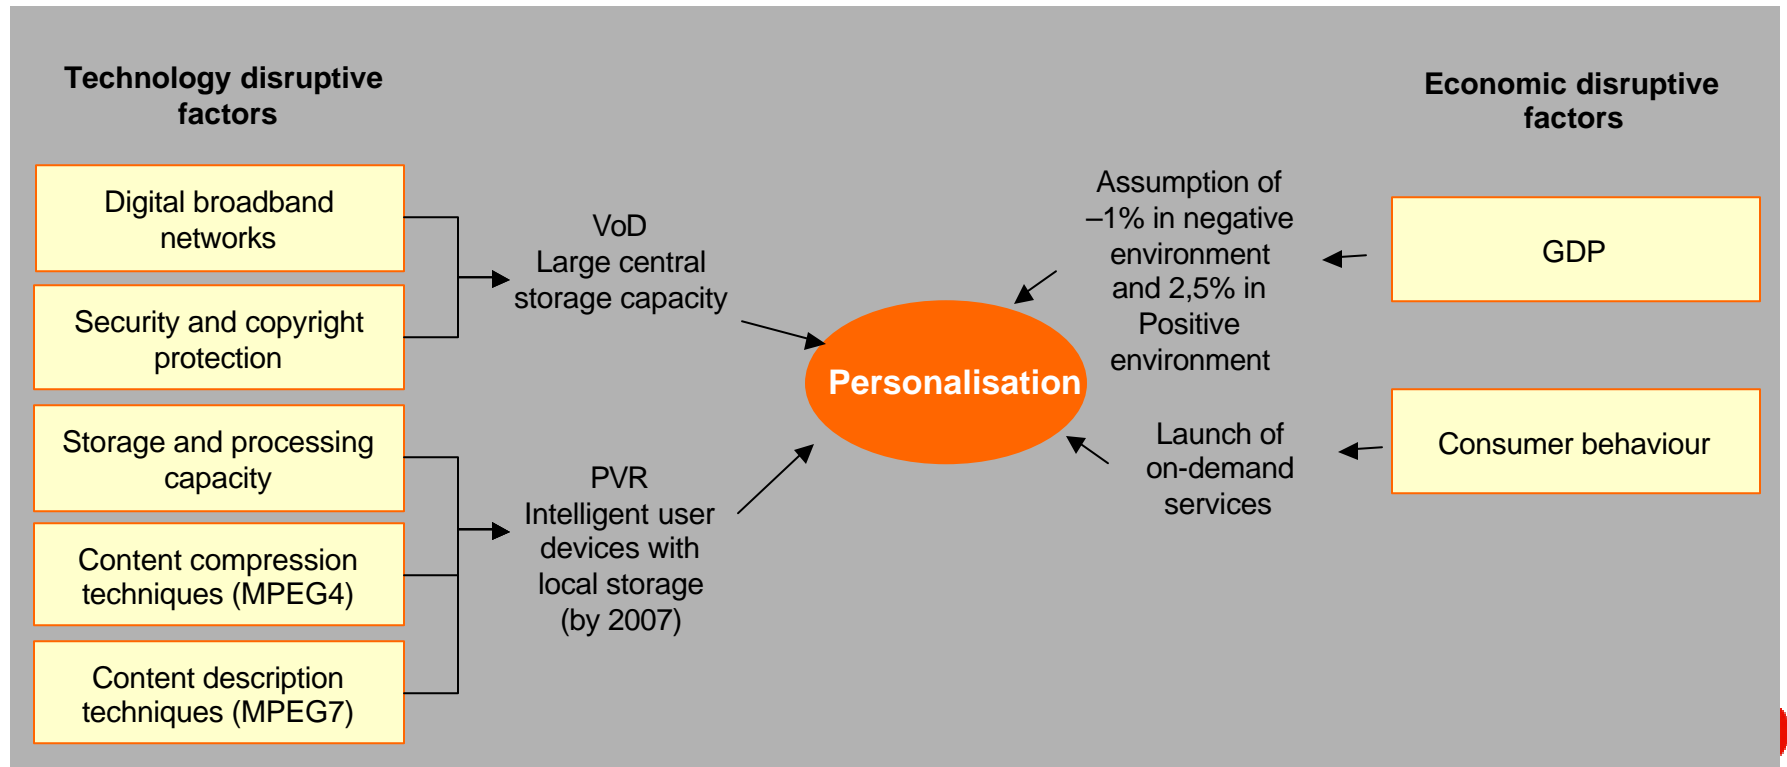 Technology disruptive
factors
Digital broadband
networks
Security and copyright
protection
Storage and processing
capacity
Content compression
techniques (MPEG4)
Content description
techniques (MPEG7)
VoD
Large central
storage capacity
PVR
Intelligent user
devices with
local storage
(by 2007)
Personalisation
Assumption of
–1% in negative
environment
and 2,5% in
Positive
environment
Launch of
on-demand
services
Economic disruptive
factors
GDP
Consumer behaviour